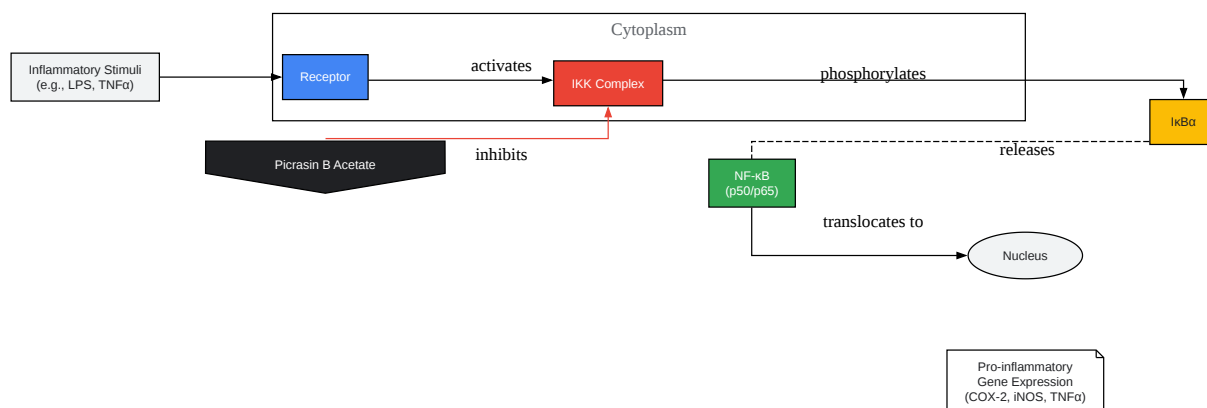 Cytoplasm
Inflammatory Stimuli
(e.g., LPS, TNFα)
Receptor
activates
IKK Complex
phosphorylates
IκBα
Picrasin B Acetate
inhibits
releases
NF-κB
(p50/p65)
translocates to
Nucleus
Pro-inflammatory
Gene Expression
(COX-2, iNOS, TNFα)